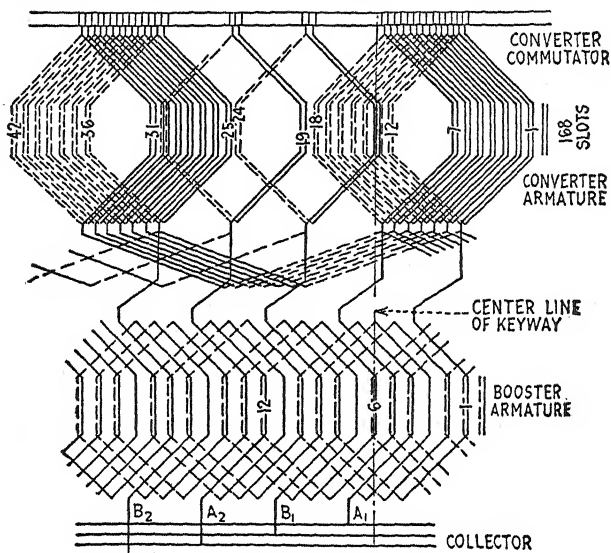 CONVERTER
COMMUTATOR
42
36
31
25
24
19
18
12
7
1
168
SLOTS
CONVERTER
ARMATURE
CENTER LINE
OF KEYWAY
12
6
1
BOOSTER
ARMATURE
B2
A2
B1
A1
COLLECTOR